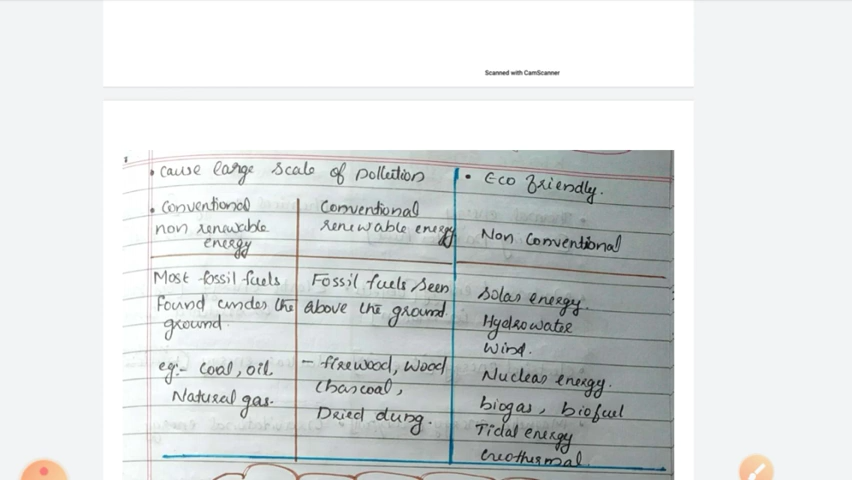 Scanned with CamScanner
• cause large scale of pollution
• Eco friendly.
• Conventional
non renewable
energy
Conventional
renewable energy
Non Conventional
Most fossil fuels
Found under the
ground.
eg:- coal, oil.
Natural gas.
Fossil fuels seen
above the ground
- firewood, wood
charcoal,
Dried dung.
Solar energy.
Hydrowater
Wind.
Nuclear energy.
biogas, biofuel
Tidal energy
Geothermal.